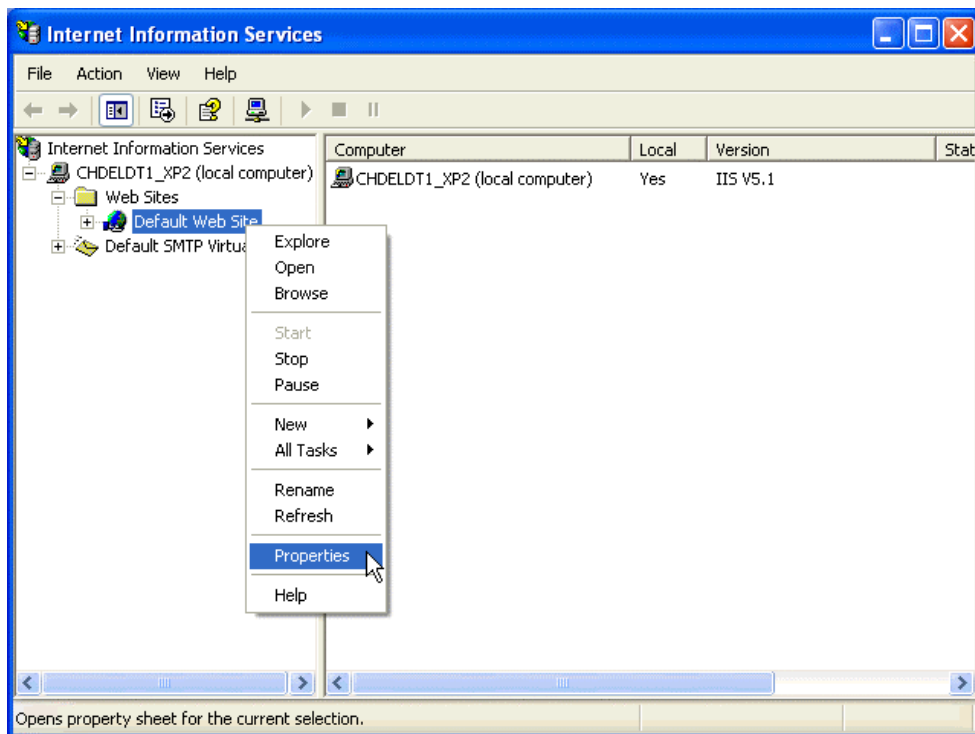 Internet Information Services
File Action View Help
Internet Information Services
Computer Local Version Stat
CHDELDT1_XP2 (local computer)
CHDELDT1_XP2 (local computer) Yes IIS V5.1
Web Sites
Default Web Site
Default SMTP Virtua
Explore
Open
Browse
Start
Stop
Pause
New
All Tasks
Rename
Refresh
Properties
Help
Opens property sheet for the current selection.